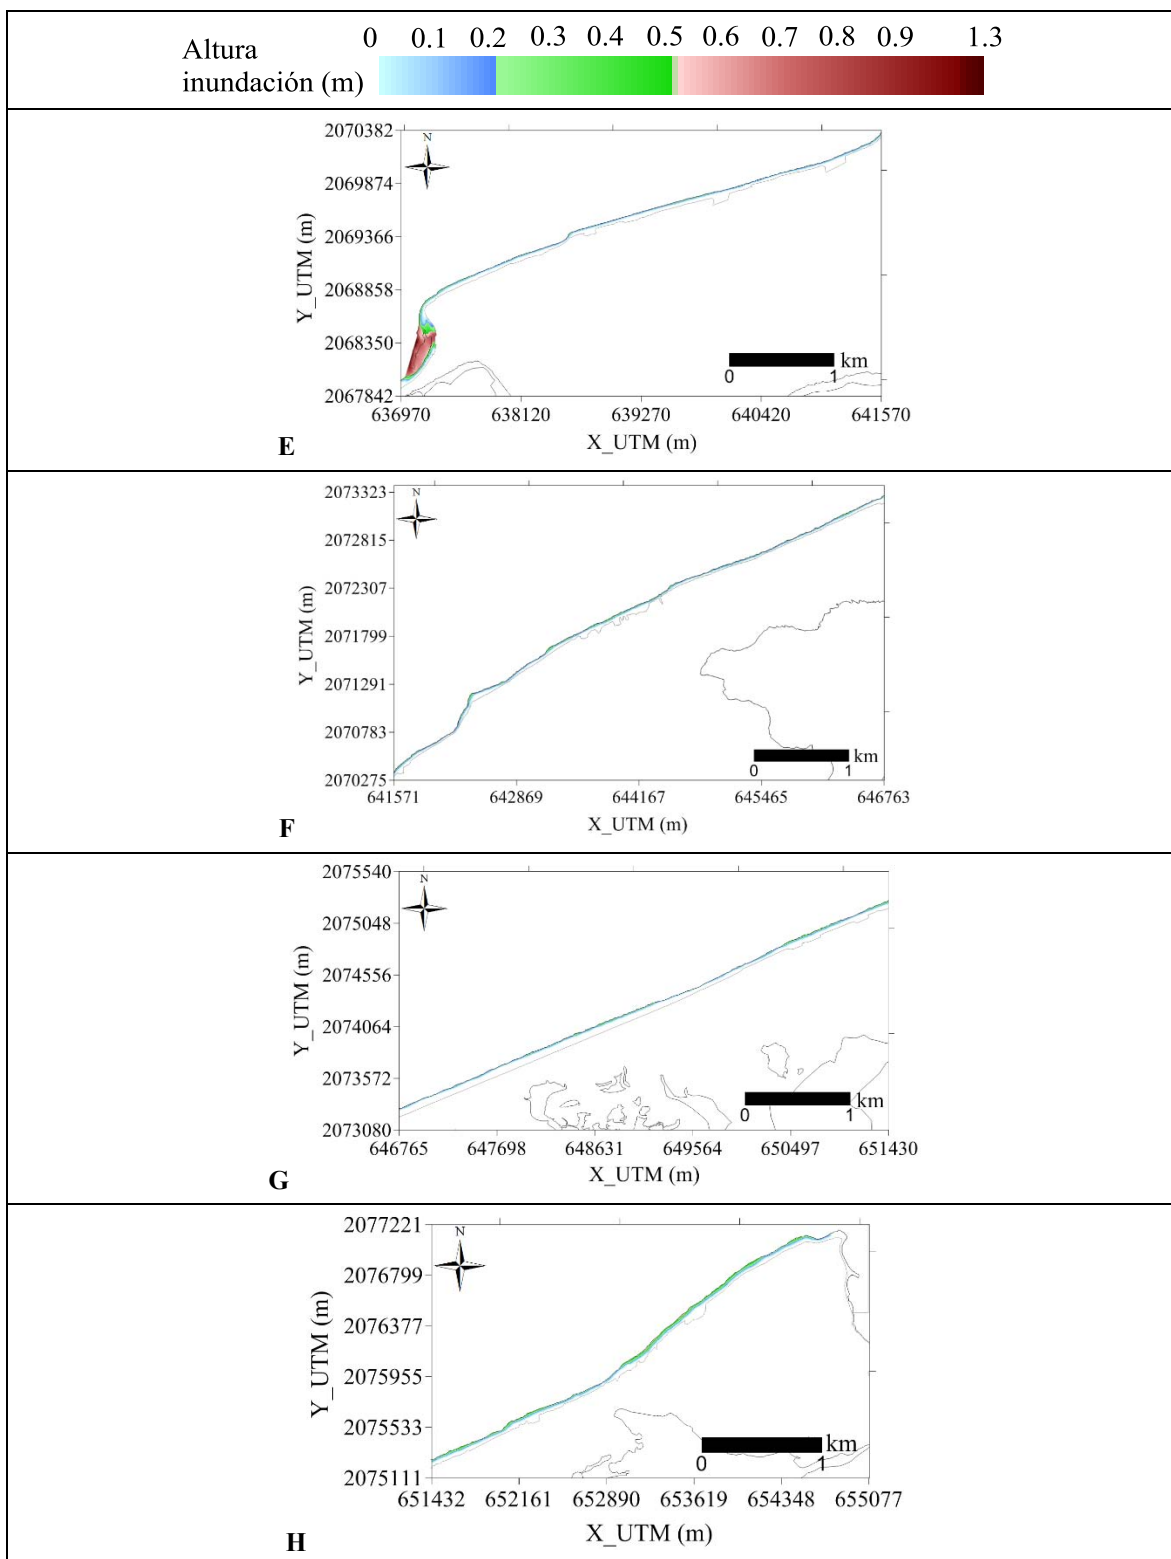 0 0.1 0.2 0.3 0.4 0.5 0.6 0.7 0.8 0.9 1.3
Altura
inundación (m)
2070382
N
2069874
2069366
2068858
2068350
2067842
Y_UTM (m)
km
0 1
636970 638120 639270 640420 641570
X_UTM (m)
E
2073323
N
2072815
2072307
2071799
2071291
2070783
2070275
Y_UTM (m)
km
0 1
641571 642869 644167 645465 646763
X_UTM (m)
F
2075540
N
2075048
2074556
2074064
2073572
2073080
Y_UTM (m)
km
0 1
646765 647698 648631 649564 650497 651430
X_UTM (m)
G
2077221
N
2076799
2076377
2075955
2075533
2075111
Y_UTM (m)
km
0 1
651432 652161 652890 653619 654348 655077
X_UTM (m)
H